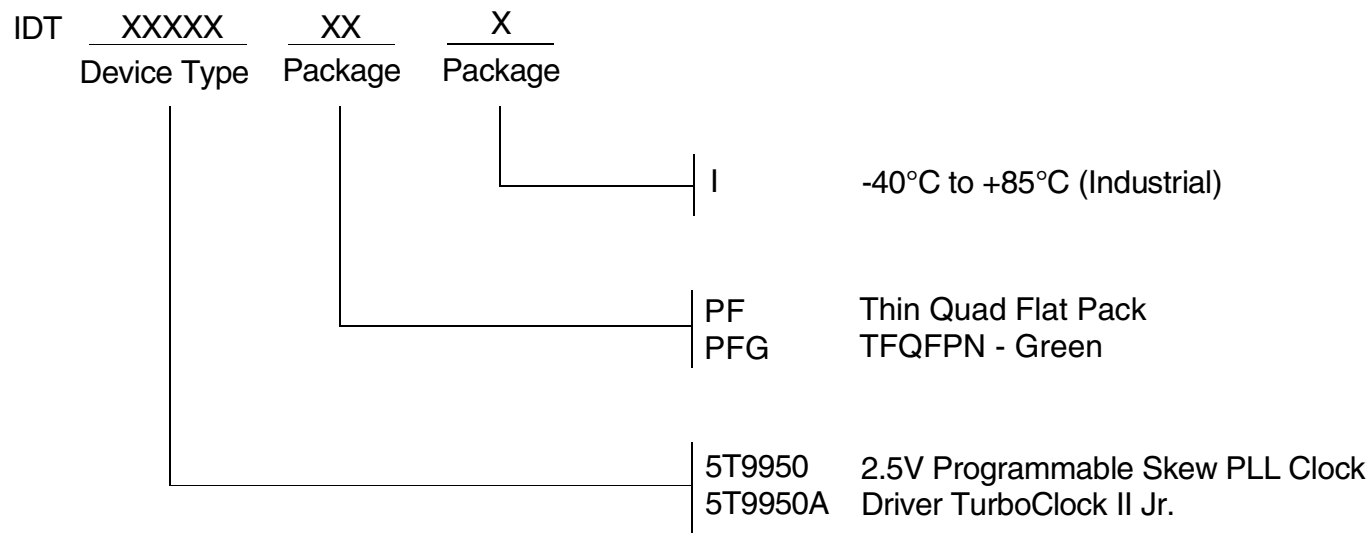 IDT XXXXX XX X
Device Type Package Package
I -40°C to +85°C (Industrial)
PF Thin Quad Flat Pack
PFG TFQFPN - Green
5T9950 2.5V Programmable Skew PLL Clock
5T9950A Driver TurboClock II Jr.